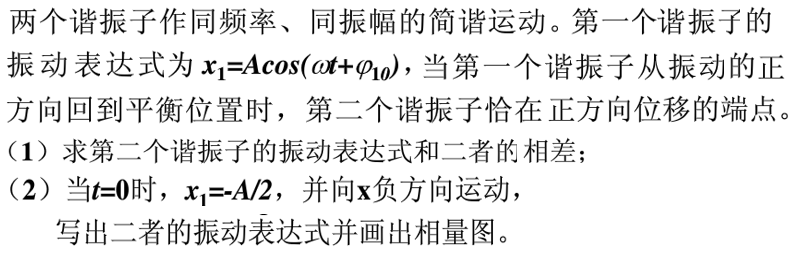 两个谐振子作同频率、同振幅的简谐运动。第一个谐振子的
振动表达式为 x₁=Acos(ωt+φ₁₀)，当第一个谐振子从振动的正
方向回到平衡位置时，第二个谐振子恰在正方向位移的端点。
（1）求第二个谐振子的振动表达式和二者的相差；
（2）当t=0时，x₁=-A/2，并向x负方向运动，
写出二者的振动表达式并画出相量图。